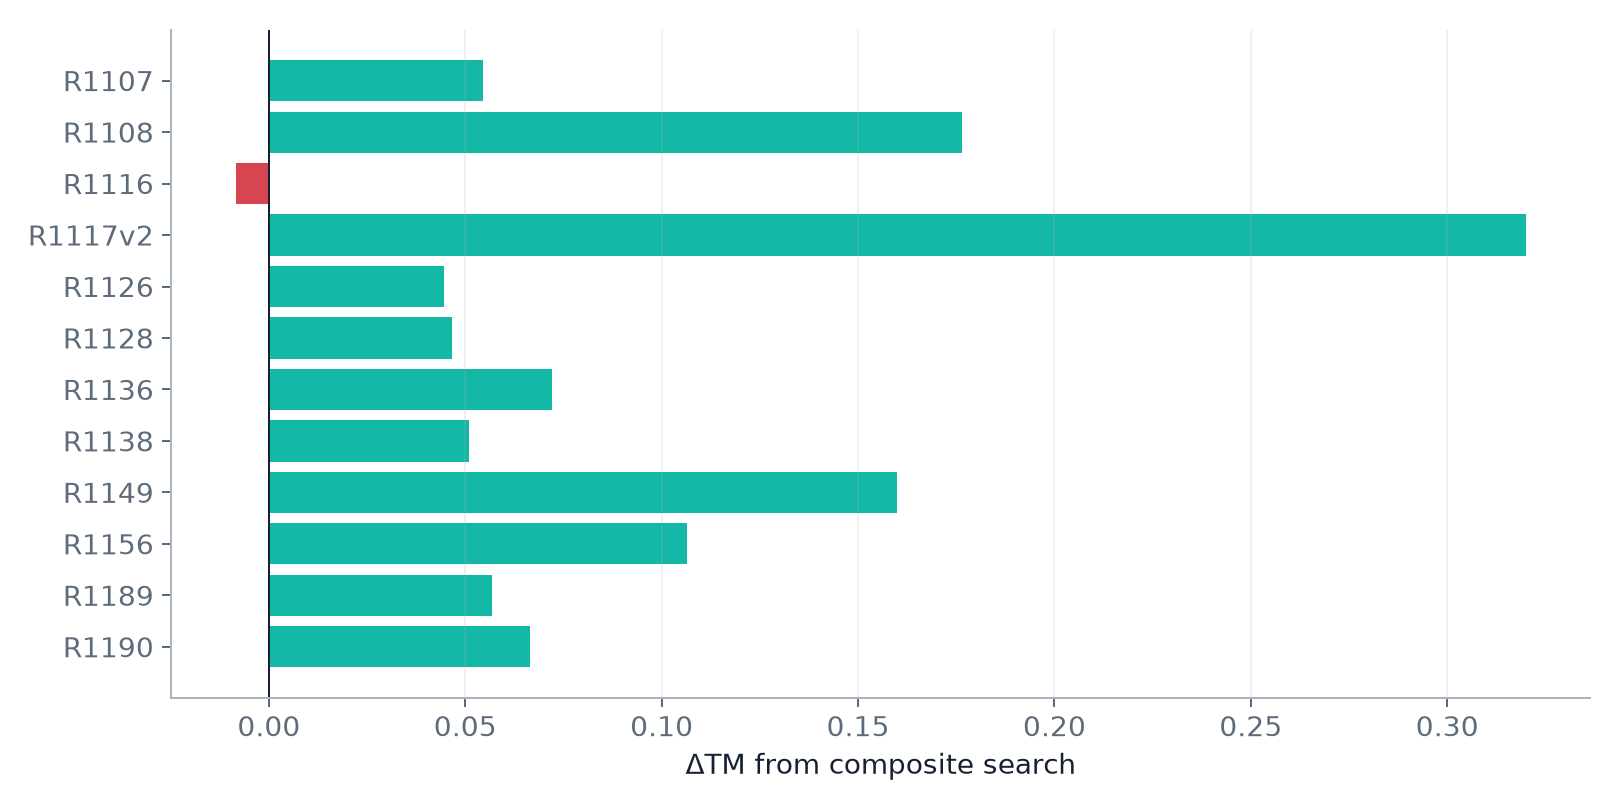 R1107
R1108
R1116
R1117v2
R1126
R1128
R1136
R1138
R1149
R1156
R1189
R1190
0.00 0.05 0.10 0.15 0.20 0.25 0.30
ΔTM from composite search